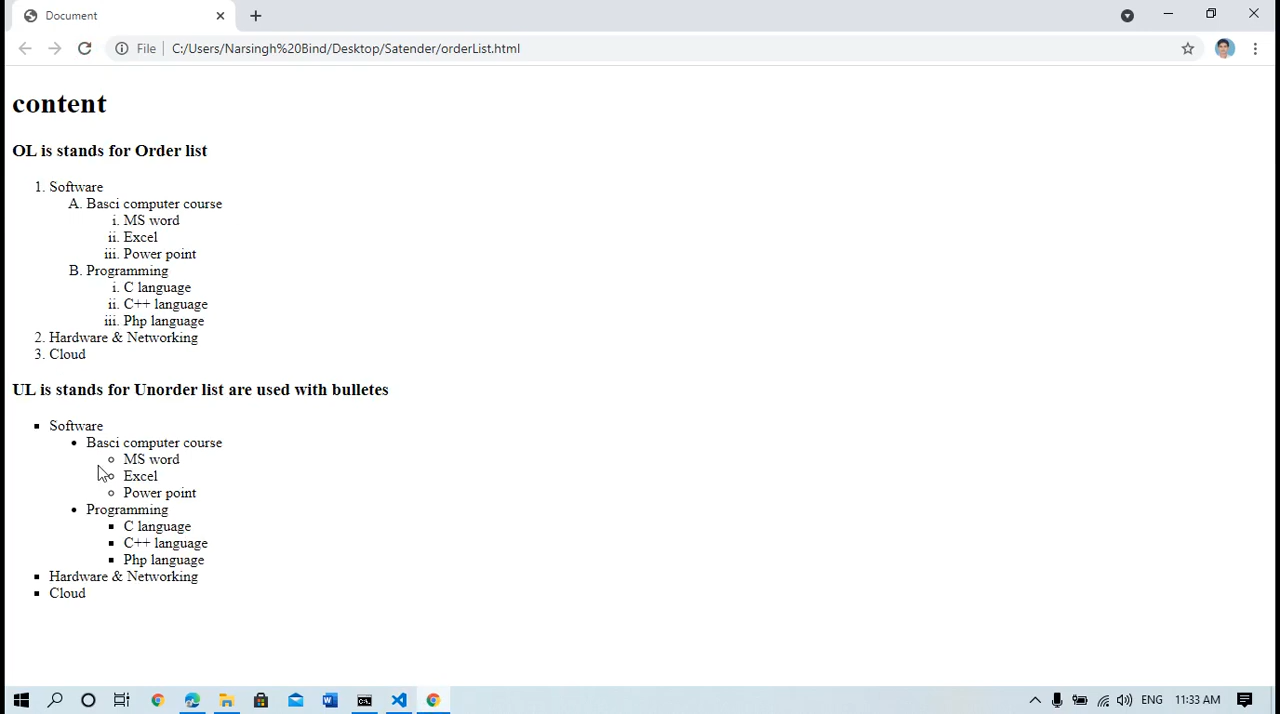 Document
File
C:/Users/Narsingh%20Bind/Desktop/Satender/orderList.html
content
OL is stands for Order list
1. Software
A. Basci computer course
i. MS word
ii. Excel
iii. Power point
B. Programming
i. C language
ii. C++ language
iii. Php language
2. Hardware & Networking
3. Cloud
UL is stands for Unorder list are used with bulletes
▪ Software
• Basci computer course
◦ MS word
◦ Excel
◦ Power point
• Programming
▪ C language
▪ C++ language
▪ Php language
▪ Hardware & Networking
▪ Cloud
ENG 11:33 AM